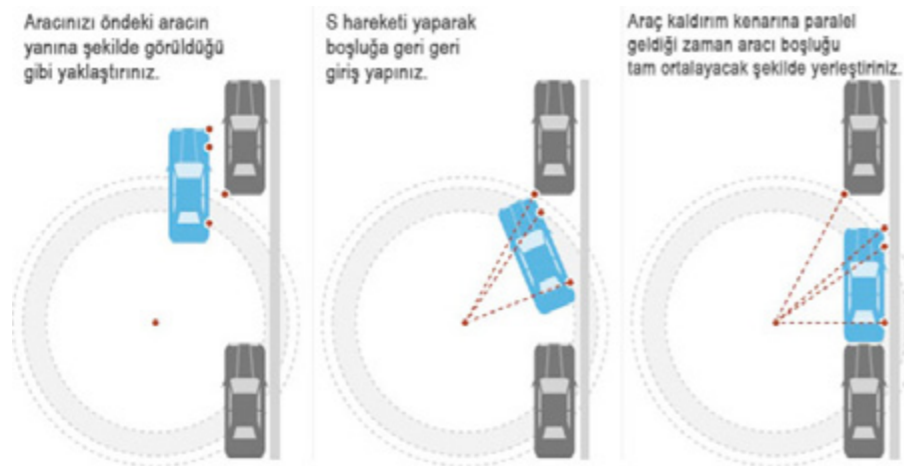 Aracınızı öndeki aracın
yanına şekilde görüldüğü
gibi yaklaştırınız.
S hareketi yaparak
boşluğa geri geri
giriş yapınız.
Araç kaldırım kenarına paralel
geldiği zaman aracı boşluğu
tam ortalayacak şekilde yerleştiriniz.